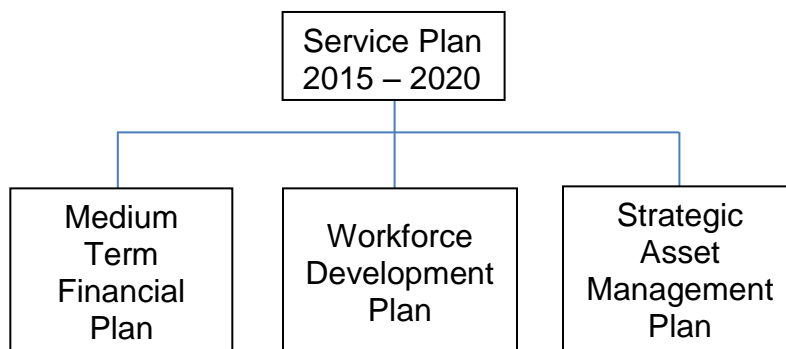 Service Plan
2015 – 2020
Medium
Term
Financial
Plan
Workforce
Development
Plan
Strategic
Asset
Management
Plan